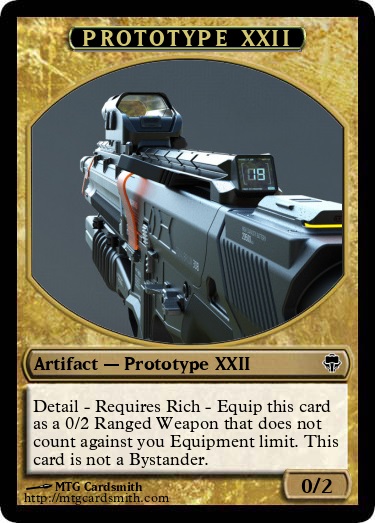 PROTOTYPE XXII
09
Artifact — Prototype XXII
Detail - Requires Rich - Equip this card
as a 0/2 Ranged Weapon that does not
count against you Equipment limit. This
card is not a Bystander.
0/2
MTG Cardsmith
http://mtgcardsmith.com